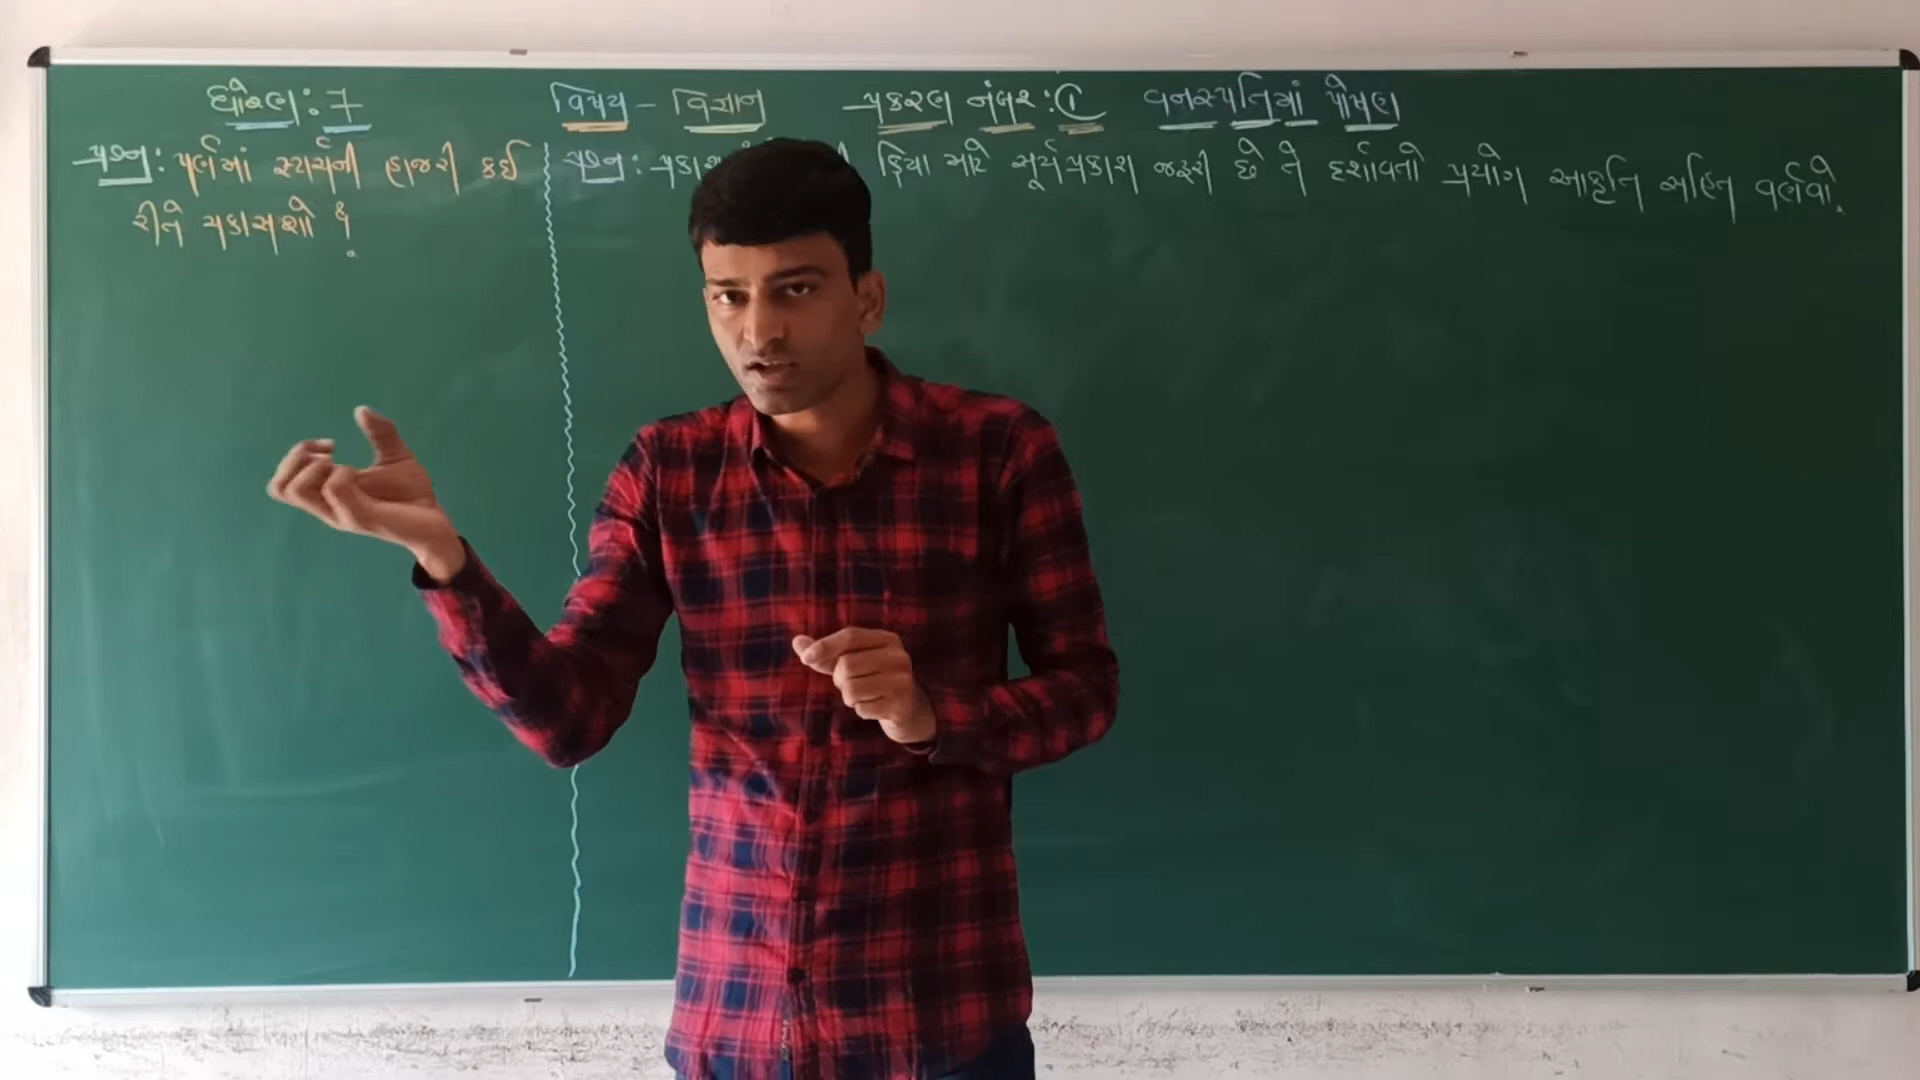 ધોરણ : 7 વિષય - વિજ્ઞાન પ્રકરણ નંબર : ૧ વનસ્પતિમાં પોષણ
પ્રશ્ન : પર્ણમાં સ્ટાર્ચની હાજરી કઈ
રીતે ચકાસશો ?
પ્રશ્ન : ક્રિયા માટે સૂર્યપ્રકાશ જરૂરી છે તે દર્શાવતો પ્રયોગ આકૃતિ સહિત વર્ણવો.